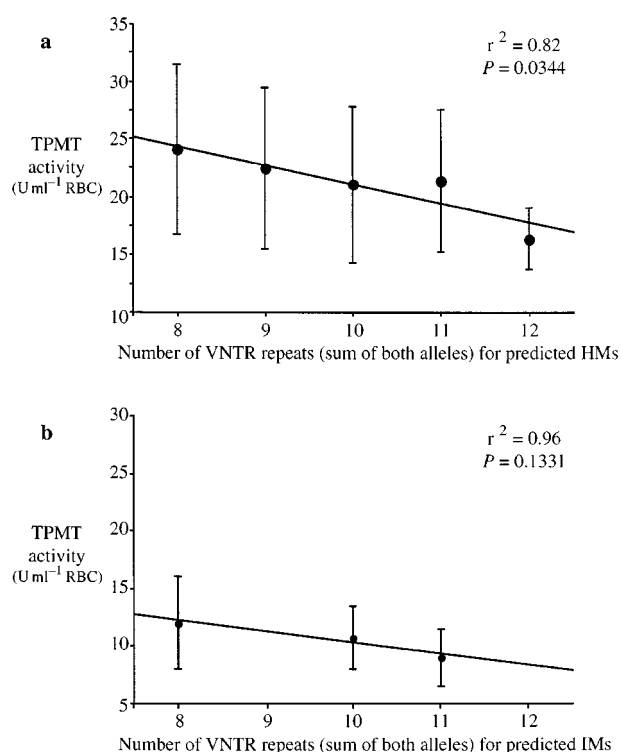 a
35
30
25
20
15
10
TPMT
activity
(U ml⁻¹ RBC)
r² = 0.82
P = 0.0344
8 9 10 11 12
Number of VNTR repeats (sum of both alleles) for predicted HMs
b
30
25
20
15
10
5
TPMT
activity
(U ml⁻¹ RBC)
r² = 0.96
P = 0.1331
8 9 10 11 12
Number of VNTR repeats (sum of both alleles) for predicted IMs